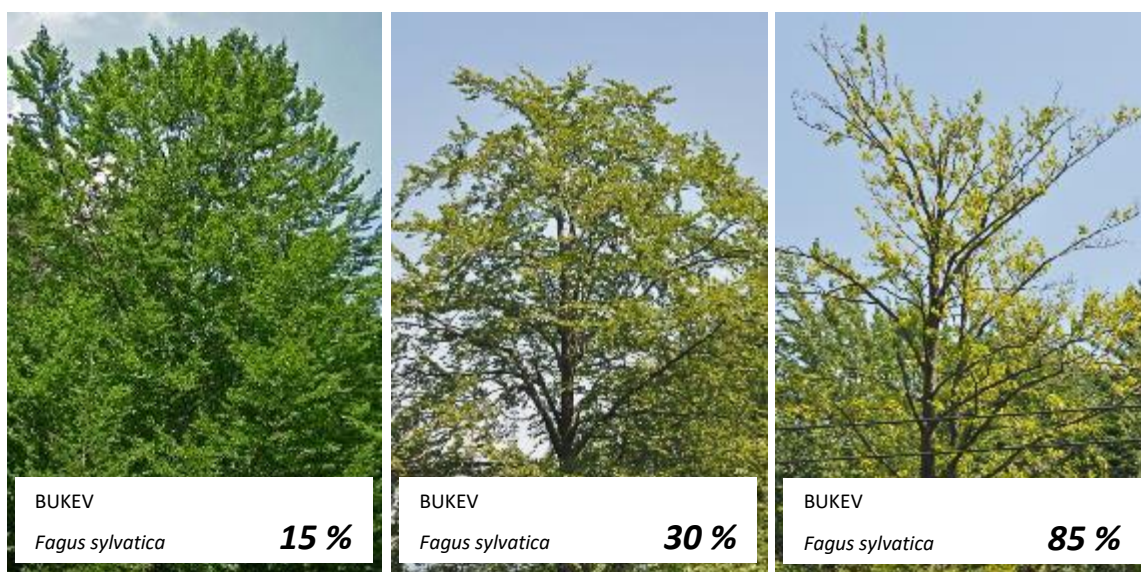 BUKEV
Fagus sylvatica 15 %
BUKEV
Fagus sylvatica 30 %
BUKEV
Fagus sylvatica 85 %